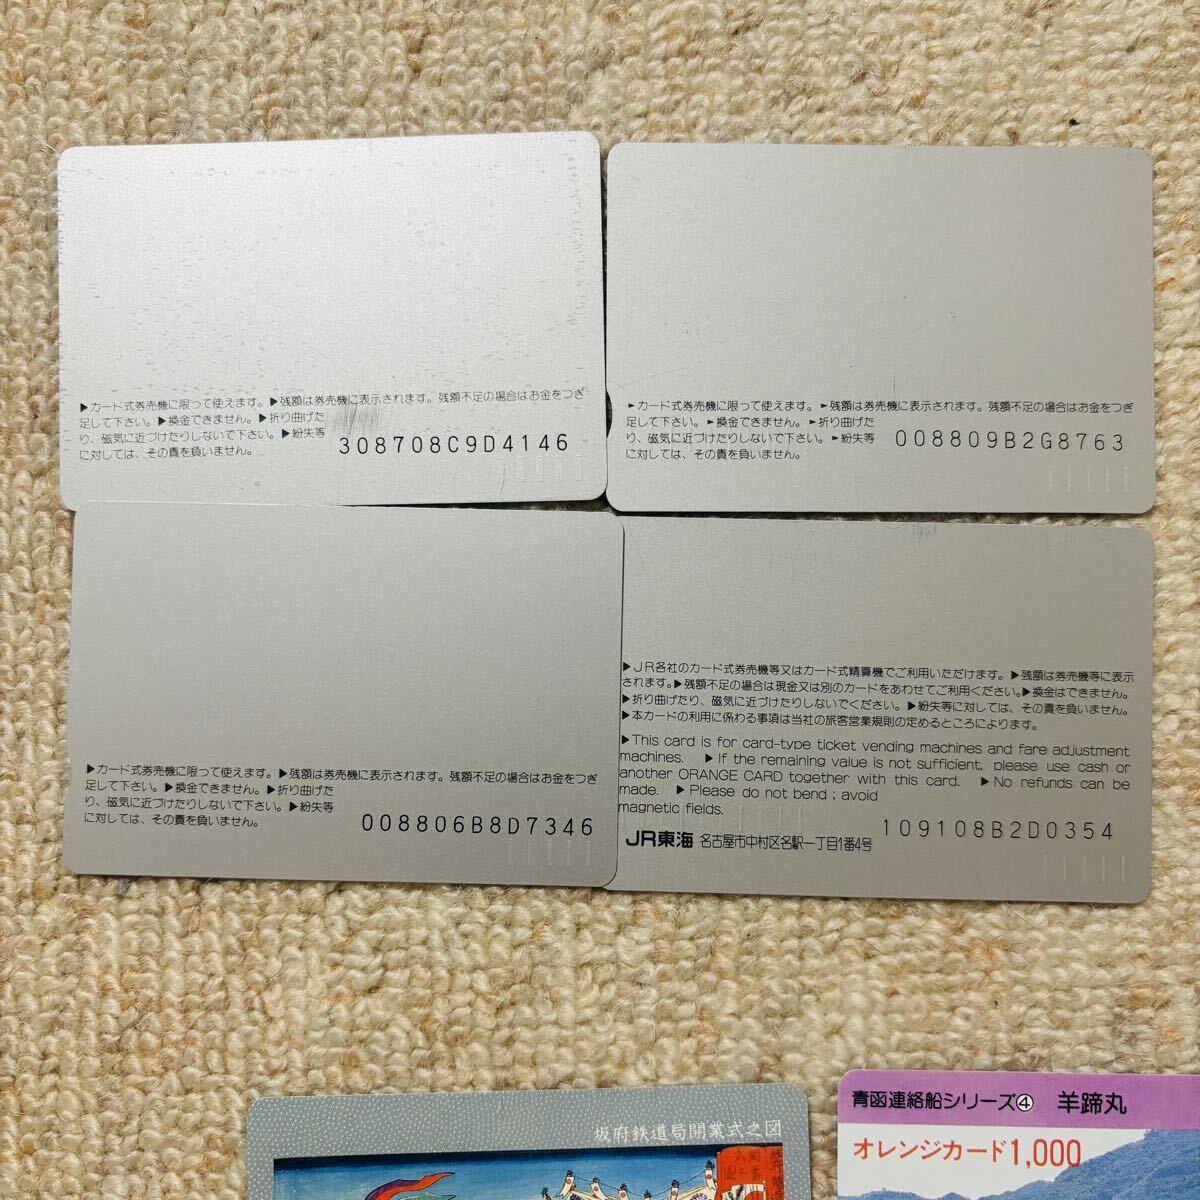 ▶カード式券売機に限って使えます。▶残額は券売機に表示されます。残額不足の場合はお金をつぎ
足して下さい。▶換金できません。▶折り曲げた
り、磁気に近づけたりしないで下さい。▶紛失等
に対しては、その責を負いません。
308708C9D4146
►カード式券売機に限って使えます。►残額は券売機に表示されます。残額不足の場合はお金をつぎ
足して下さい。►換金できません。►折り曲げた
り、磁気に近づけたりしないで下さい。►紛失等
に対しては、その責を負いません。
008809B2G8763
▶カード式券売機に限って使えます。▶残額は券売機に表示されます。残額不足の場合はお金をつぎ
足して下さい。▶換金できません。▶折り曲げた
り、磁気に近づけたりしないで下さい。▶紛失等
に対しては、その責を負いません。
008806B8D7346
▶JR各社のカード式券売機等又はカード式精算機でご利用いただけます。▶残額は券売機等に表示
されます。▶残額不足の場合は現金又は別のカードをあわせてご利用ください。▶換金はできません。
▶折り曲げたり、磁気に近づけたりしないでください。▶紛失等に対しては、その責を負いません。
▶本カードの利用に係わる事項は当社の旅客営業規則の定めるところによります。
▶This card is for card-type ticket vending machines and fare adjustment
machines. ▶If the remaining value is not sufficient, please use cash or
another ORANGE CARD together with this card. ▶No refunds can be
made. ▶Please do not bend ; avoid
magnetic fields.
109108B2D0354
JR東海 名古屋市中村区名駅一丁目1番4号
坂府鉄道局開業式之図
青函連絡船シリーズ④ 羊蹄丸
オレンジカード1,000